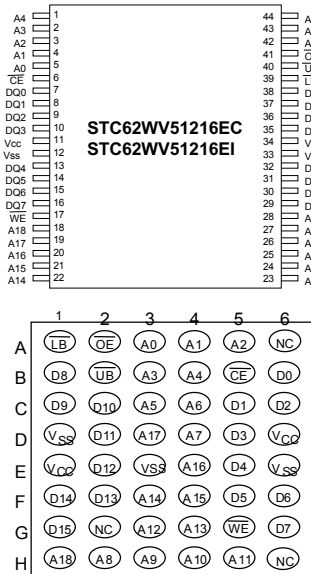 A4 1 44 A
A3 2 43 A
A2 3 42 A
A1 4 41 O
A0 5 40 U
CE 6 39 L
DQ0 7 38 D
DQ1 8 37 D
DQ2 9 36 D
DQ3 10 35 D
Vcc 11 34 V
Vss 12 33 V
DQ4 13 32 D
DQ5 14 31 D
DQ6 15 30 D
DQ7 16 29 D
WE 17 28 A
A18 18 27 A
A17 19 26 A
A16 20 25 A
A15 21 24 A
A14 22 23 A
STC62WV51216EC
STC62WV51216EI
1 2 3 4 5 6
A LB OE A0 A1 A2 NC
B D8 UB A3 A4 CE D0
C D9 D10 A5 A6 D1 D2
D VSS D11 A17 A7 D3 VCC
E VCC D12 VSS A16 D4 VSS
F D14 D13 A14 A15 D5 D6
G D15 NC A12 A13 WE D7
H A18 A8 A9 A10 A11 NC